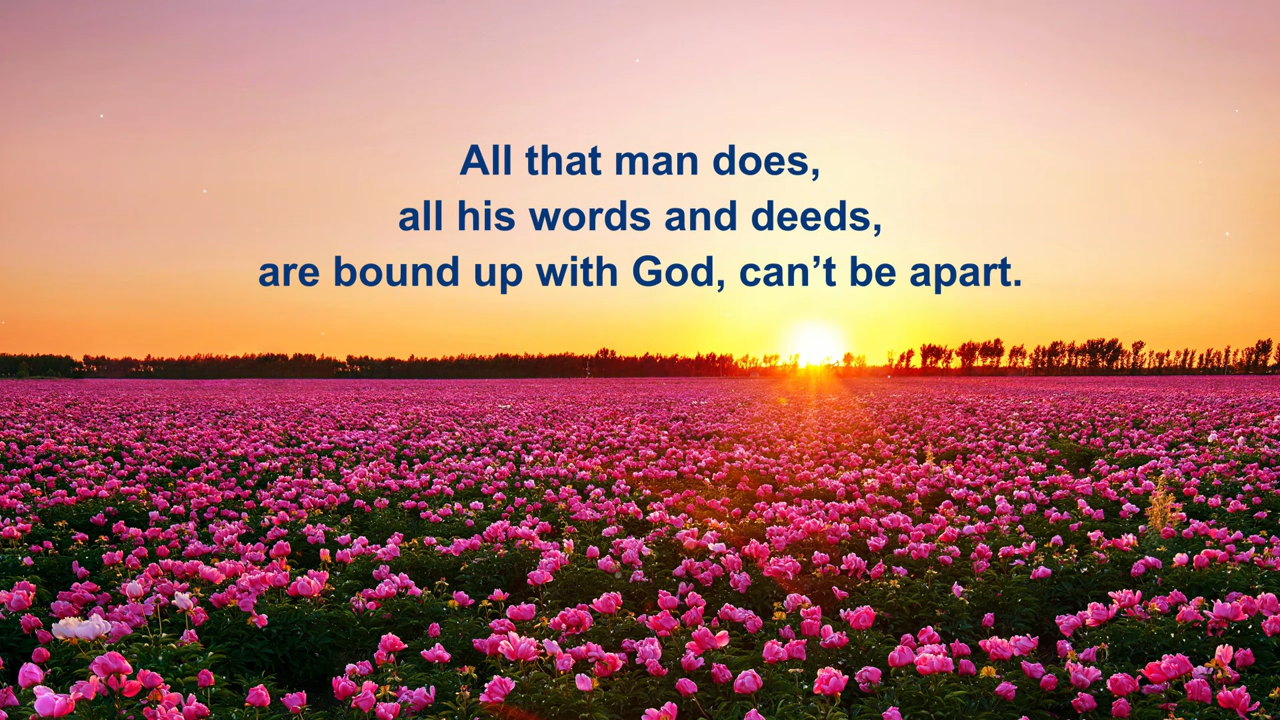 All that man does,
all his words and deeds,
are bound up with God, can’t be apart.